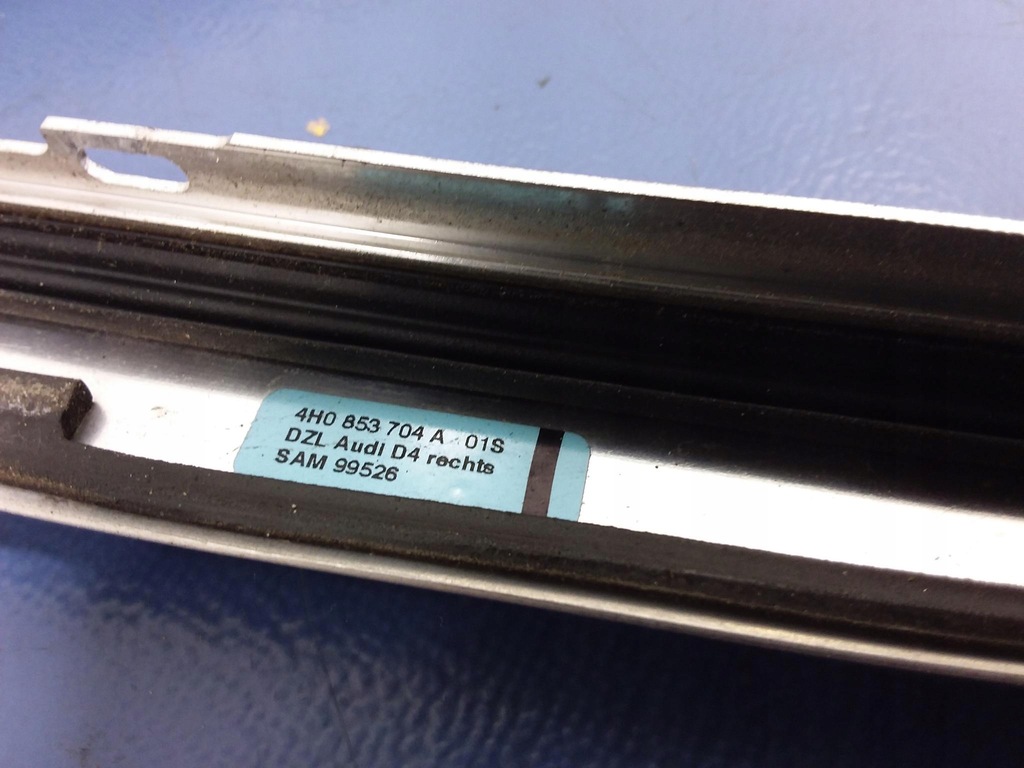 4H0 853 704 A 01S
DZL Audi D4 rechts
SAM 99526